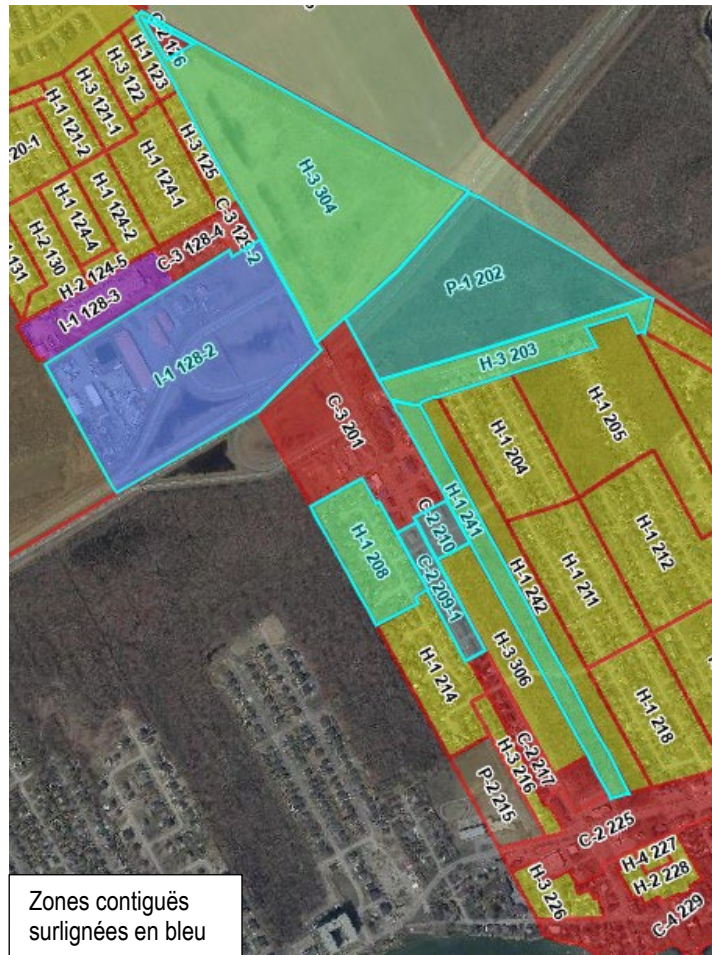 C-2 126
H-1 123
H-3 122
H-3 121-1
H-1 121-2
20-1
H-3 125
H-1 124-1
H-1 124-2
H-1 124-4
H-2 130
131
H-2 124-5
C-3 128-4
C-3 129-2
I-1 128-3
I-1 128-2
H-3 304
P-1 202
H-3 203
C-3 201
H-1 204
H-1 205
H-1 241
C-2 210
H-1 208
C-2 209-1
H-1 242
H-1 211
H-1 212
H-3 306
H-1 214
H-1 218
C-2 217
H-3 216
P-2 215
C-2 225
H-4 227
H-2 228
H-3 226
C-4 229
Zones contiguës
surlignées en bleu